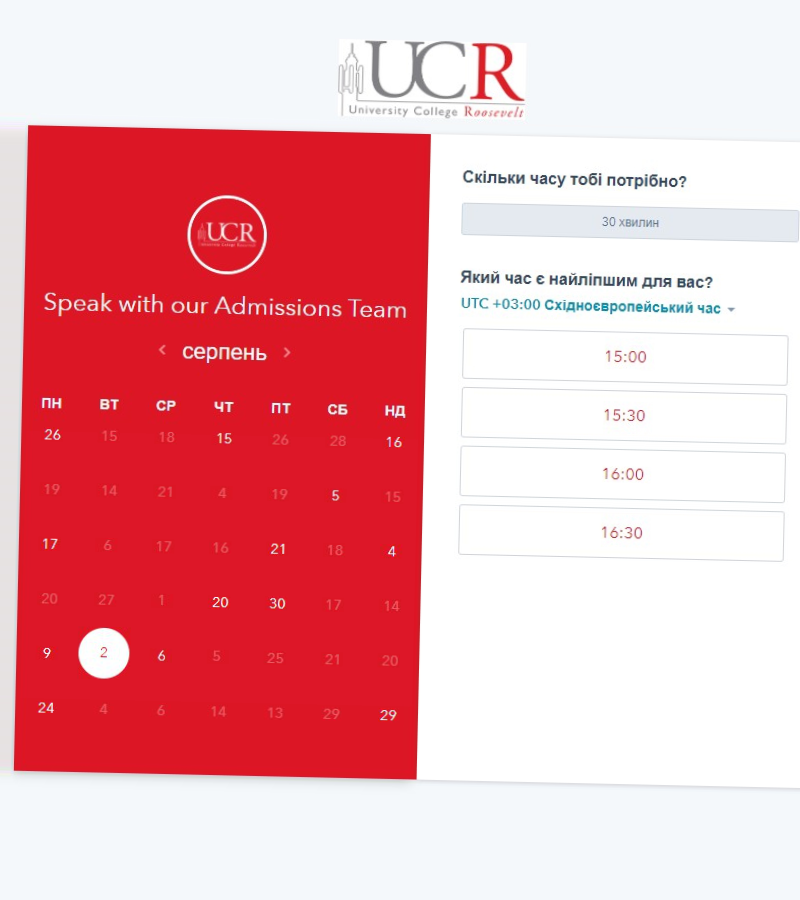 UCR
University College Roosevelt
UCR
Speak with our Admissions Team
серпень
ПН ВТ СР ЧТ ПТ СБ НД
26 15 18 15 26 28 16
19 14 21 4 19 5 15
17 6 17 16 21 18 4
20 27 1 20 30 17 14
9 2 6 5 25 21 20
24 4 6 14 13 29 29
Скільки часу тобі потрібно?
30 хвилин
Який час є найліпшим для вас?
UTC +03:00 Східноєвропейський час
15:00
15:30
16:00
16:30